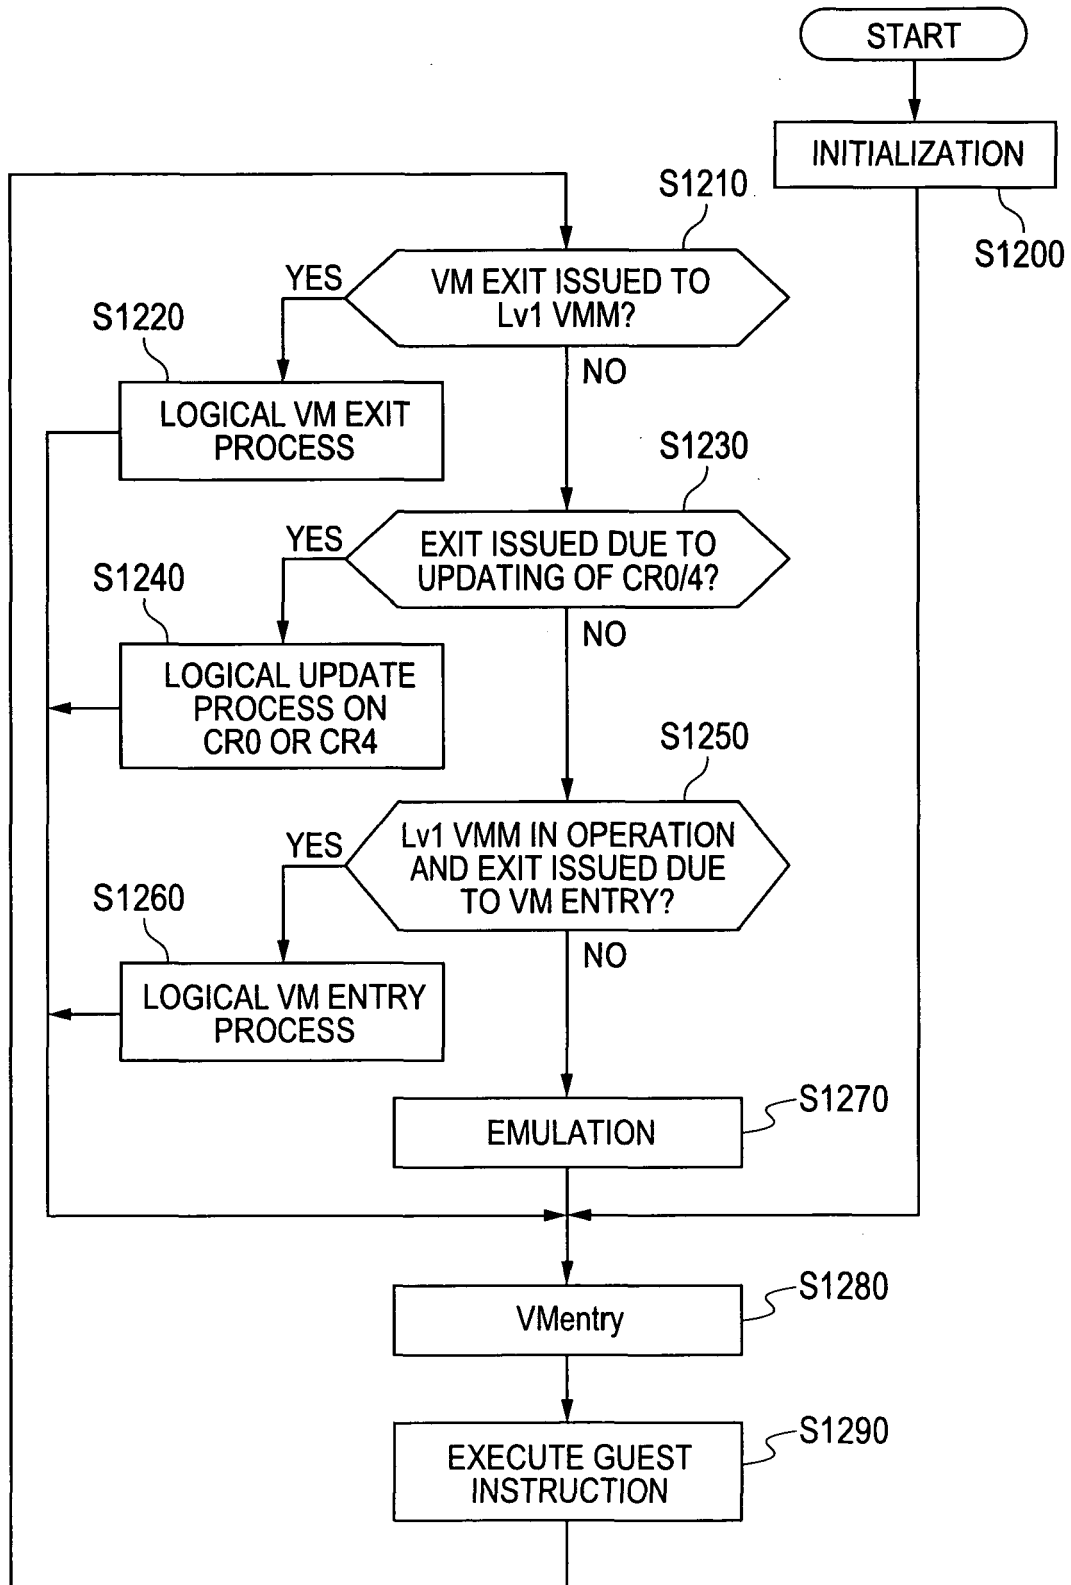 START
INITIALIZATION
S1200
S1210
VM EXIT ISSUED TO
Lv1 VMM?
YES
NO
S1220
LOGICAL VM EXIT
PROCESS
S1230
EXIT ISSUED DUE TO
UPDATING OF CR0/4?
YES
NO
S1240
LOGICAL UPDATE
PROCESS ON
CR0 OR CR4
S1250
Lv1 VMM IN OPERATION
AND EXIT ISSUED DUE
TO VM ENTRY?
YES
NO
S1260
LOGICAL VM ENTRY
PROCESS
S1270
EMULATION
S1280
VMentry
S1290
EXECUTE GUEST
INSTRUCTION